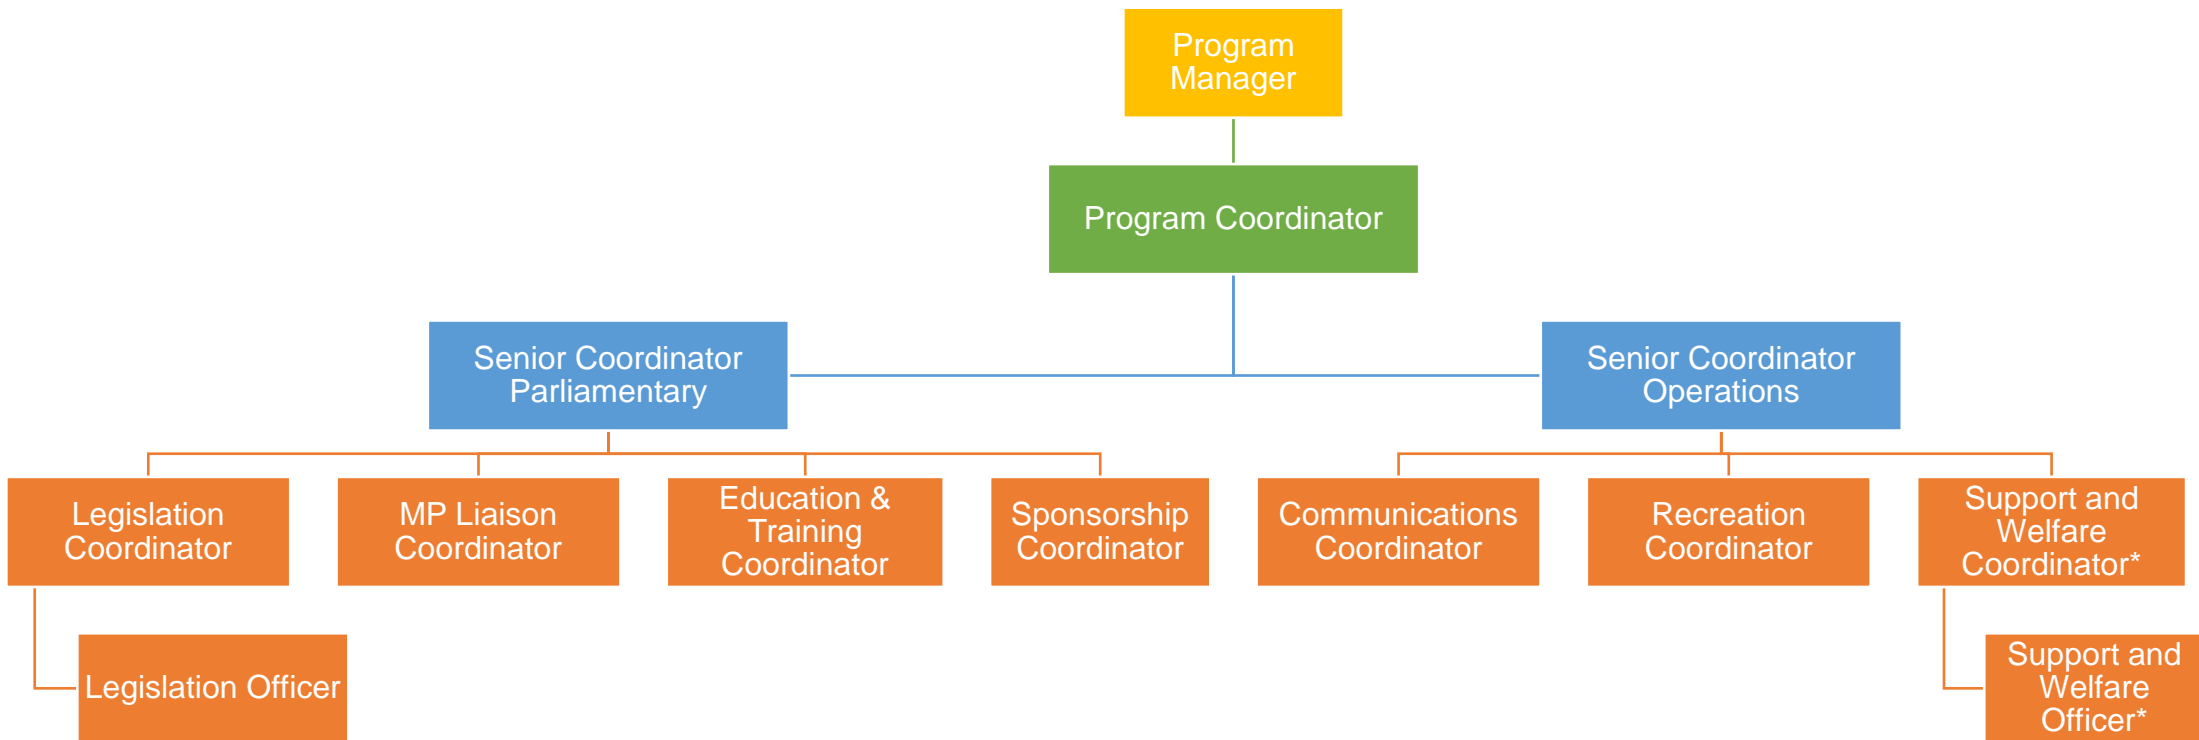 Program
Manager
Program Coordinator
Senior Coordinator
Parliamentary
Senior Coordinator
Operations
Legislation
Coordinator
MP Liaison
Coordinator
Education &
Training
Coordinator
Sponsorship
Coordinator
Communications
Coordinator
Recreation
Coordinator
Support and
Welfare
Coordinator*
Legislation Officer
Support and
Welfare
Officer*